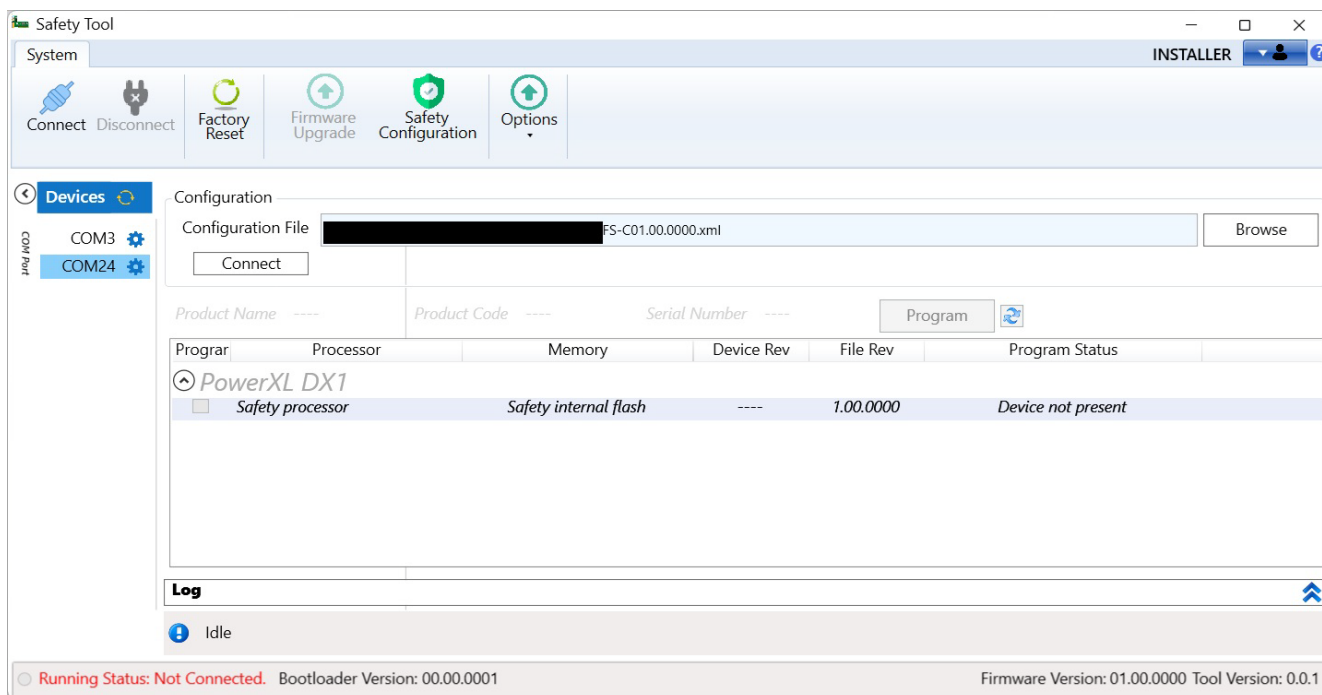 Safety Tool
System
INSTALLER
?
Connect
Disconnect
Factory
Reset
Firmware
Upgrade
Safety
Configuration
Options
Devices
COM Port
COM3
COM24
Configuration
Configuration File
FS-C01.00.0000.xml
Browse
Connect
Product Name ----
Product Code ----
Serial Number ----
Program
Prograr Processor Memory Device Rev File Rev Program Status
PowerXL DX1
Safety processor Safety internal flash ---- 1.00.0000 Device not present
Log
Idle
Running Status: Not Connected. Bootloader Version: 00.00.0001
Firmware Version: 01.00.0000 Tool Version: 0.0.1